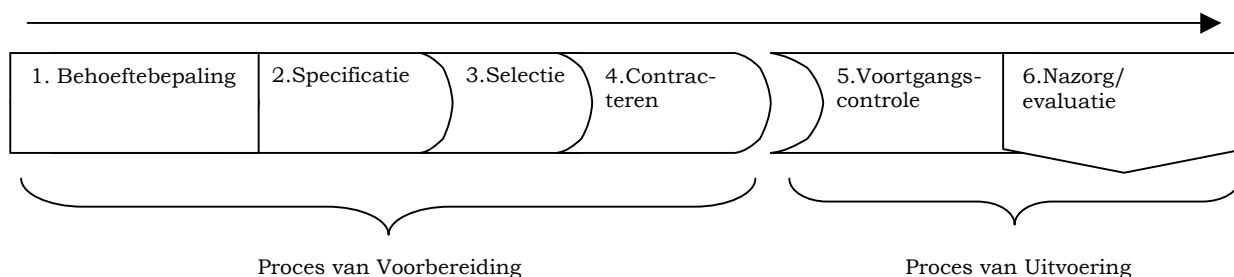 1. Behoeftebepaling
2.Specificatie
3.Selectie
4.Contrac-
teren
5.Voortgangs-
controle
6.Nazorg/
evaluatie
Proces van Voorbereiding
Proces van Uitvoering